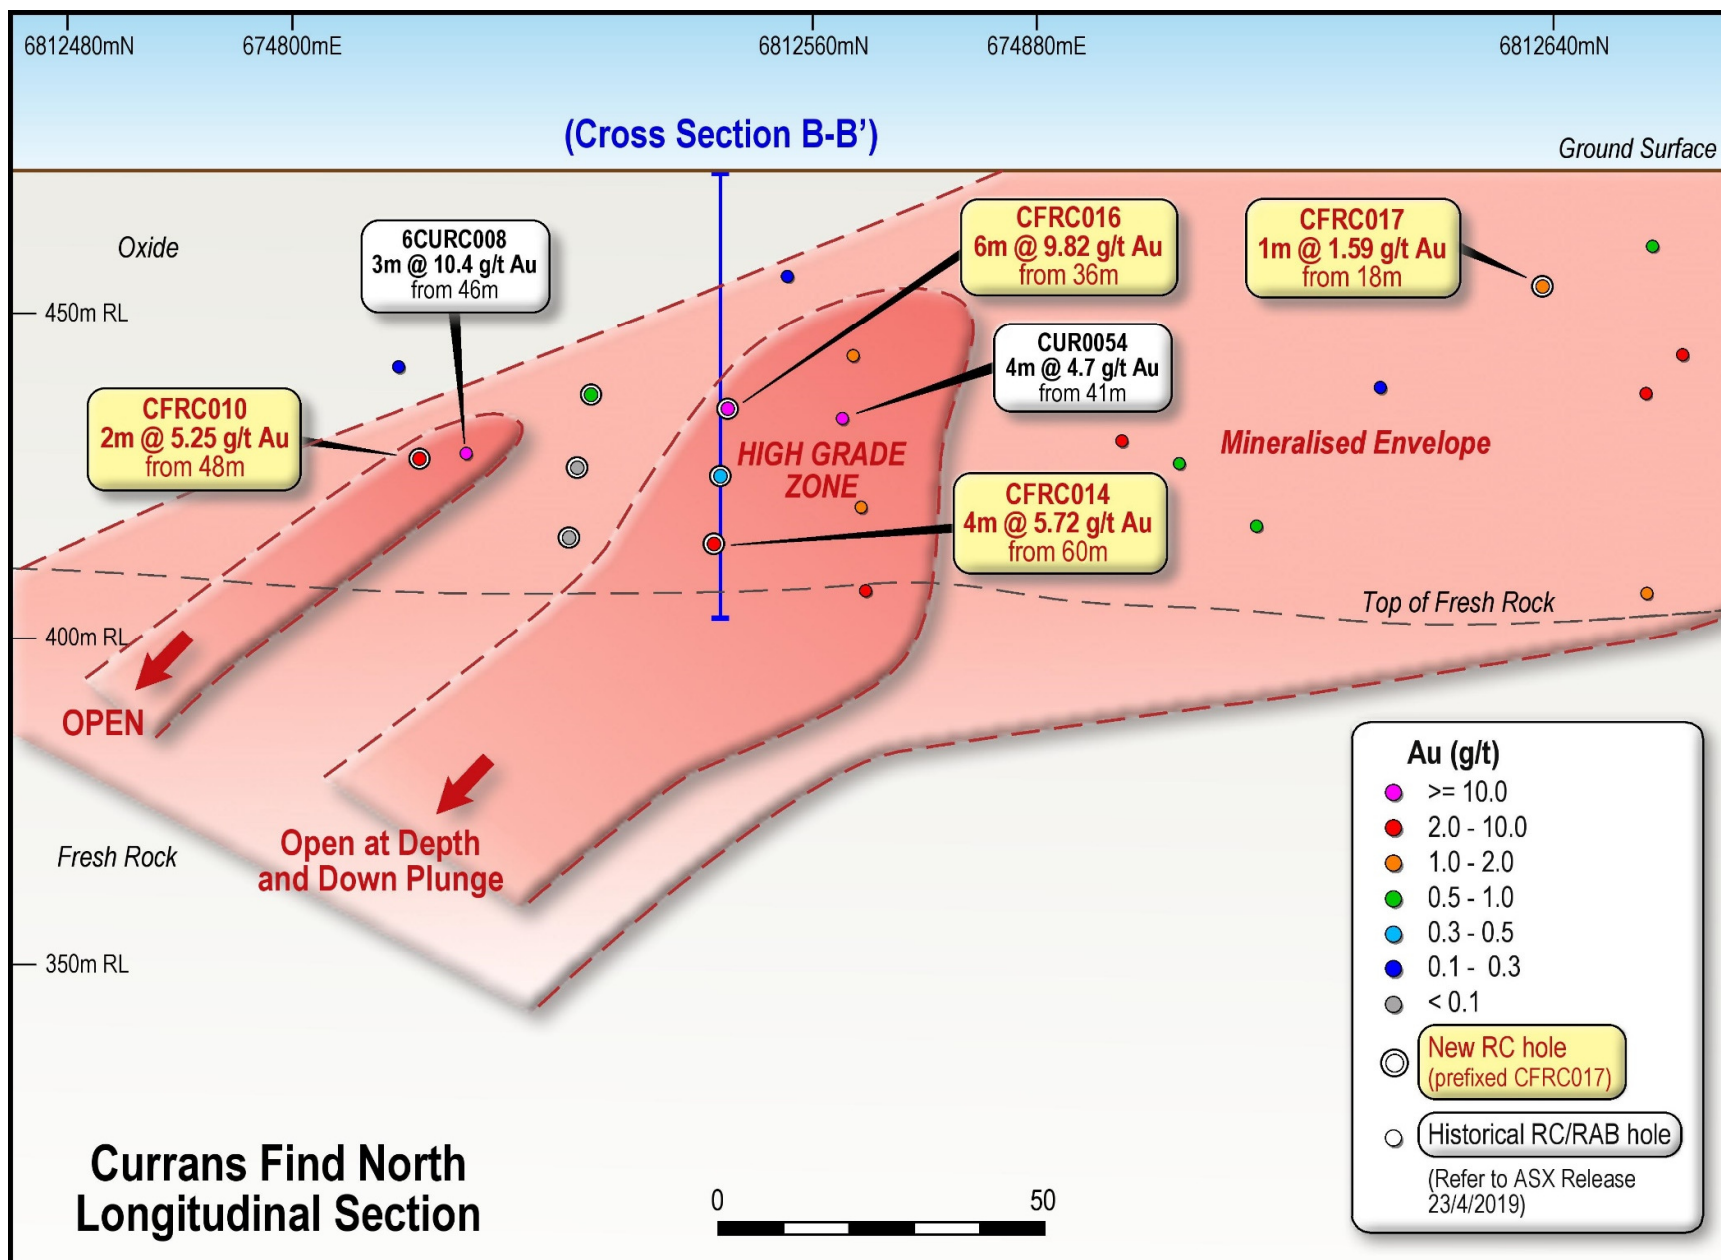 6812480mN
674800mE
6812560mN
674880mE
6812640mN
(Cross Section B-B’)
Ground Surface
Oxide
6CURC008
3m @ 10.4 g/t Au
from 46m
CFRC016
6m @ 9.82 g/t Au
from 36m
CFRC017
1m @ 1.59 g/t Au
from 18m
450m RL
CUR0054
4m @ 4.7 g/t Au
from 41m
CFRC010
2m @ 5.25 g/t Au
from 48m
HIGH GRADE
ZONE
Mineralised Envelope
CFRC014
4m @ 5.72 g/t Au
from 60m
Top of Fresh Rock
400m RL
OPEN
Open at Depth
and Down Plunge
Fresh Rock
350m RL
Au (g/t)
>= 10.0
2.0 - 10.0
1.0 - 2.0
0.5 - 1.0
0.3 - 0.5
0.1 - 0.3
< 0.1
New RC hole
(prefixed CFRC017)
Historical RC/RAB hole
(Refer to ASX Release
23/4/2019)
Currans Find North
Longitudinal Section
0
50